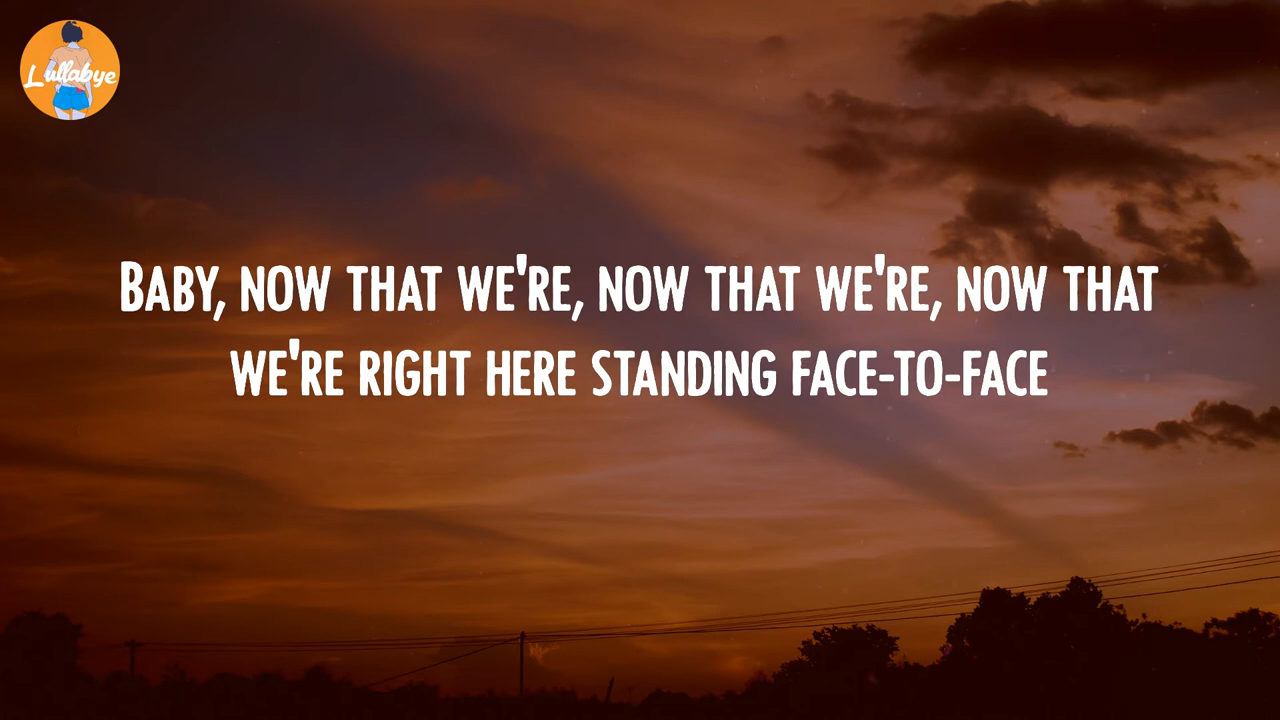 Lullabye
BABY, NOW THAT WE'RE, NOW THAT WE'RE, NOW THAT
WE'RE RIGHT HERE STANDING FACE-TO-FACE